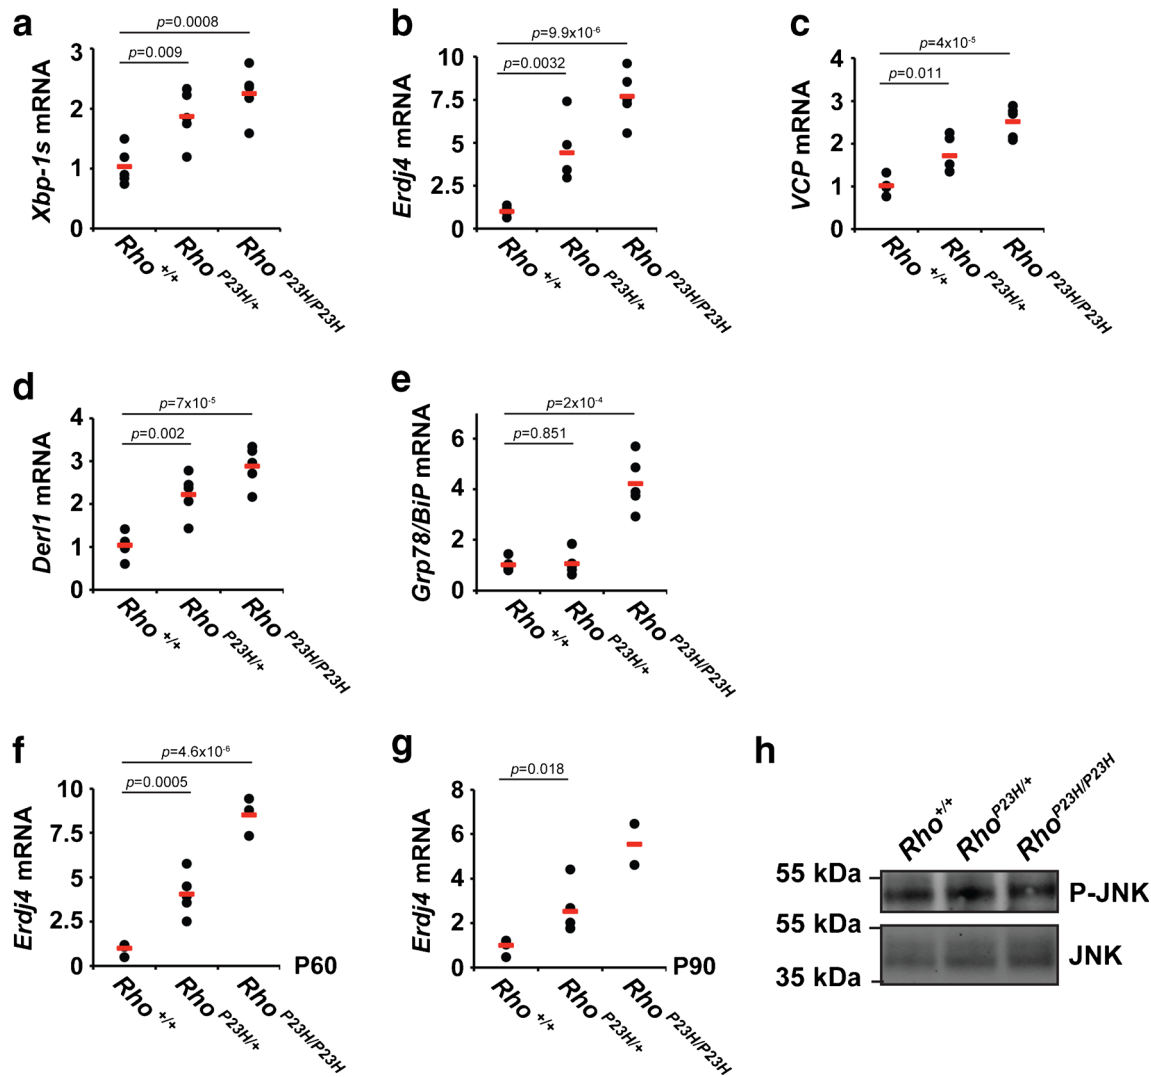 a
p=0.0008
p=0.009
3
2
1
0
Xbp-1s mRNA
Rho +/+
Rho P23H/+
Rho P23H/P23H
b
p=9.9x10-6
p=0.0032
10
7.5
5
2.5
0
Erdj4 mRNA
Rho +/+
Rho P23H/+
Rho P23H/P23H
c
p=4x10-5
p=0.011
4
3
2
1
0
VCP mRNA
Rho +/+
Rho P23H/+
Rho P23H/P23H
d
p=7x10-5
p=0.002
4
3
2
1
0
Derl1 mRNA
Rho +/+
Rho P23H/+
Rho P23H/P23H
e
p=2x10-4
p=0.851
6
4
2
0
Grp78/BiP mRNA
Rho +/+
Rho P23H/+
Rho P23H/P23H
f
p=4.6x10-6
p=0.0005
10
7.5
5
2.5
0
Erdj4 mRNA
P60
Rho +/+
Rho P23H/+
Rho P23H/P23H
g
p=0.018
8
6
4
2
0
Erdj4 mRNA
P90
Rho +/+
Rho P23H/+
Rho P23H/P23H
h
Rho+/+
RhoP23H/+
RhoP23H/P23H
55 kDa
P-JNK
55 kDa
JNK
35 kDa